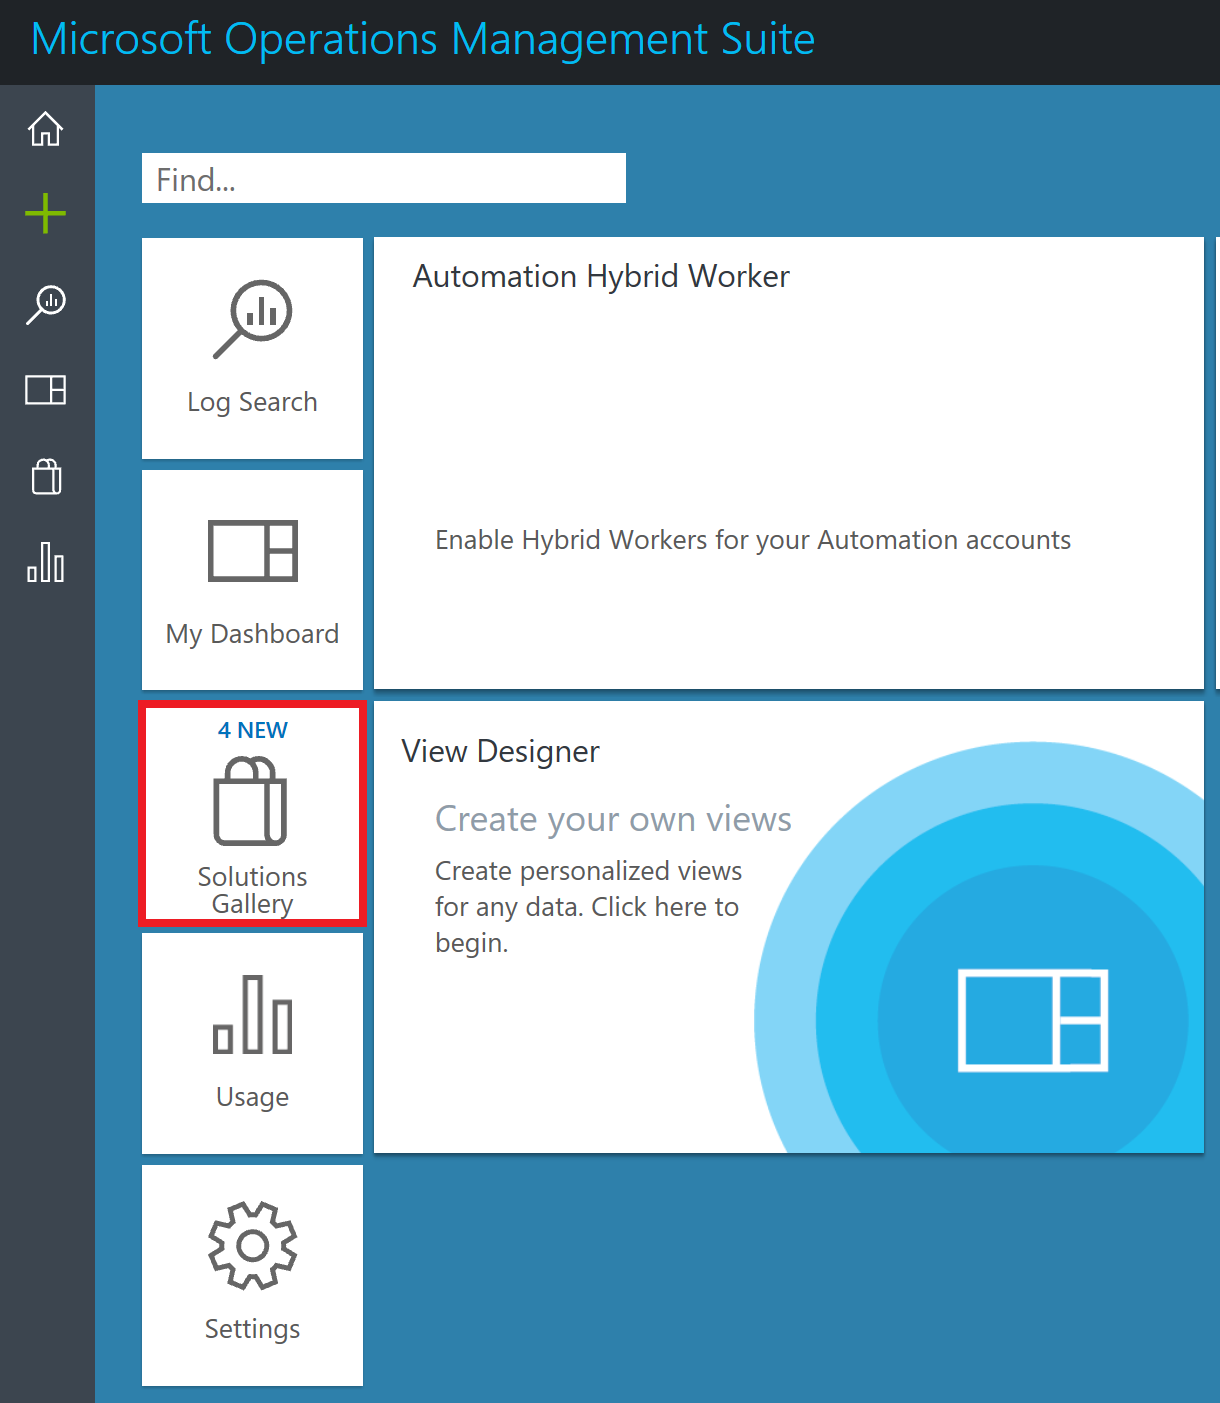 Microsoft Operations Management Suite
Find...
Log Search
My Dashboard
4 NEW
Solutions
Gallery
Usage
Settings
Automation Hybrid Worker
Enable Hybrid Workers for your Automation accounts
View Designer
Create your own views
Create personalized views
for any data. Click here to
begin.